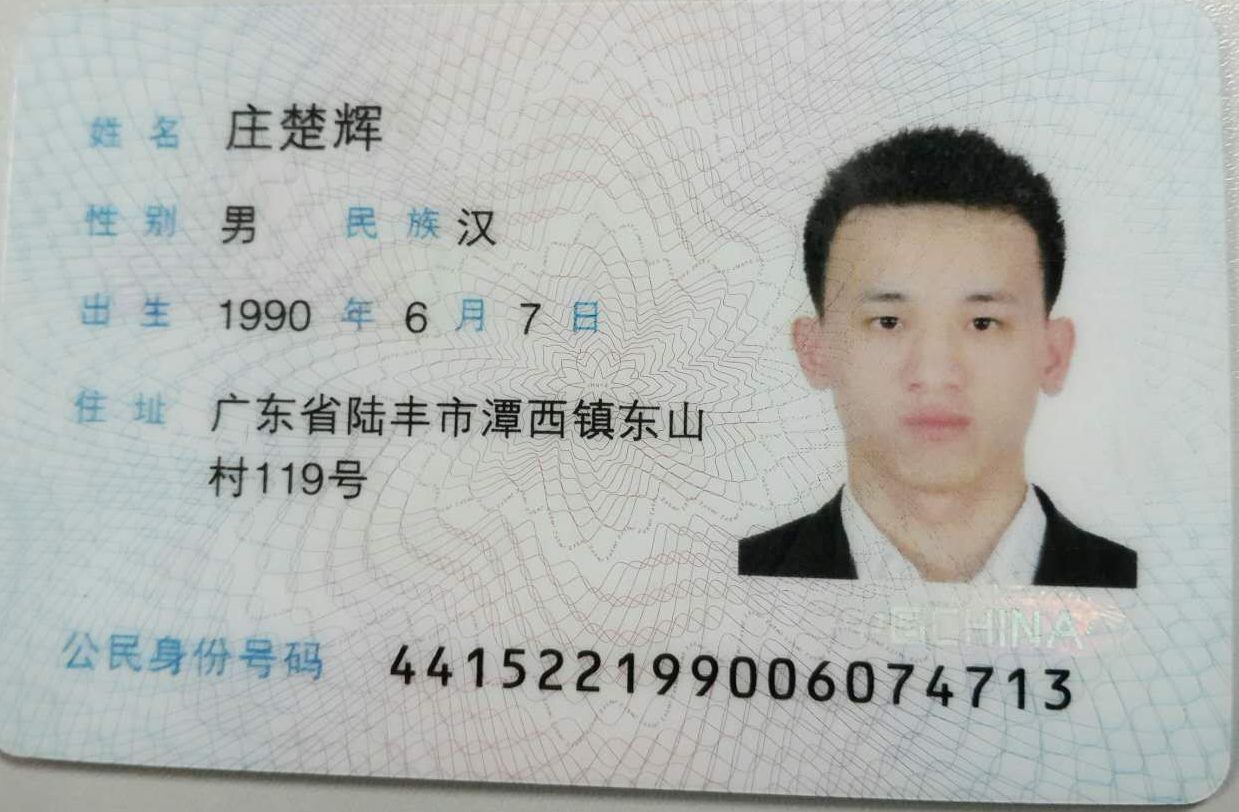 姓名 庄楚辉
性别 男 民族 汉
出生 1990 年 6 月 7 日
住址 广东省陆丰市潭西镇东山
村119号
CHINA
公民身份号码 441522199006074713